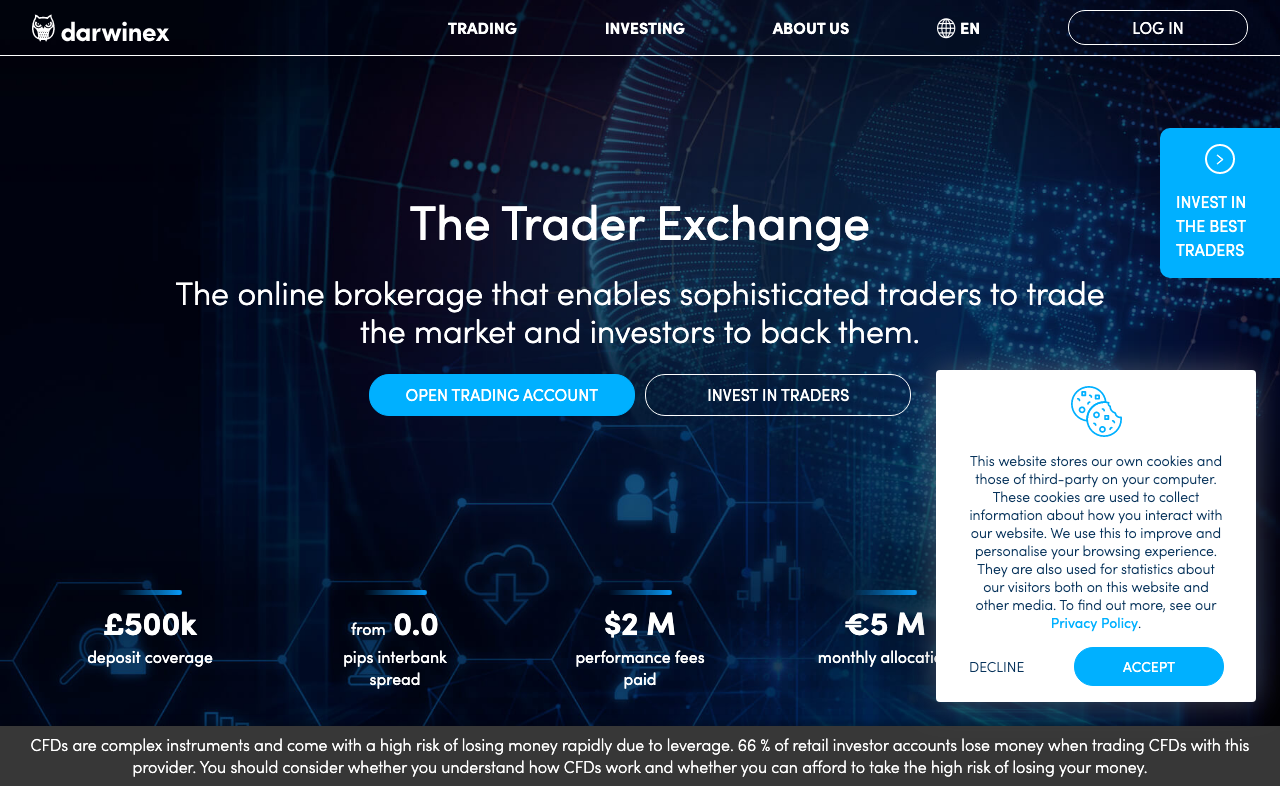 darwinex
TRADING
INVESTING
ABOUT US
EN
LOG IN
INVEST IN
THE BEST
TRADERS
The Trader Exchange
The online brokerage that enables sophisticated traders to trade
the market and investors to back them.
OPEN TRADING ACCOUNT
INVEST IN TRADERS
£500k
deposit coverage
from 0.0
pips interbank
spread
$2 M
performance fees
paid
€5 M
monthly allocatio
This website stores our own cookies and
those of third-party on your computer.
These cookies are used to collect
information about how you interact with
our website. We use this to improve and
personalise your browsing experience.
They are also used for statistics about
our visitors both on this website and
other media. To find out more, see our
Privacy Policy.
DECLINE
ACCEPT
CFDs are complex instruments and come with a high risk of losing money rapidly due to leverage. 66 % of retail investor accounts lose money when trading CFDs with this
provider. You should consider whether you understand how CFDs work and whether you can afford to take the high risk of losing your money.